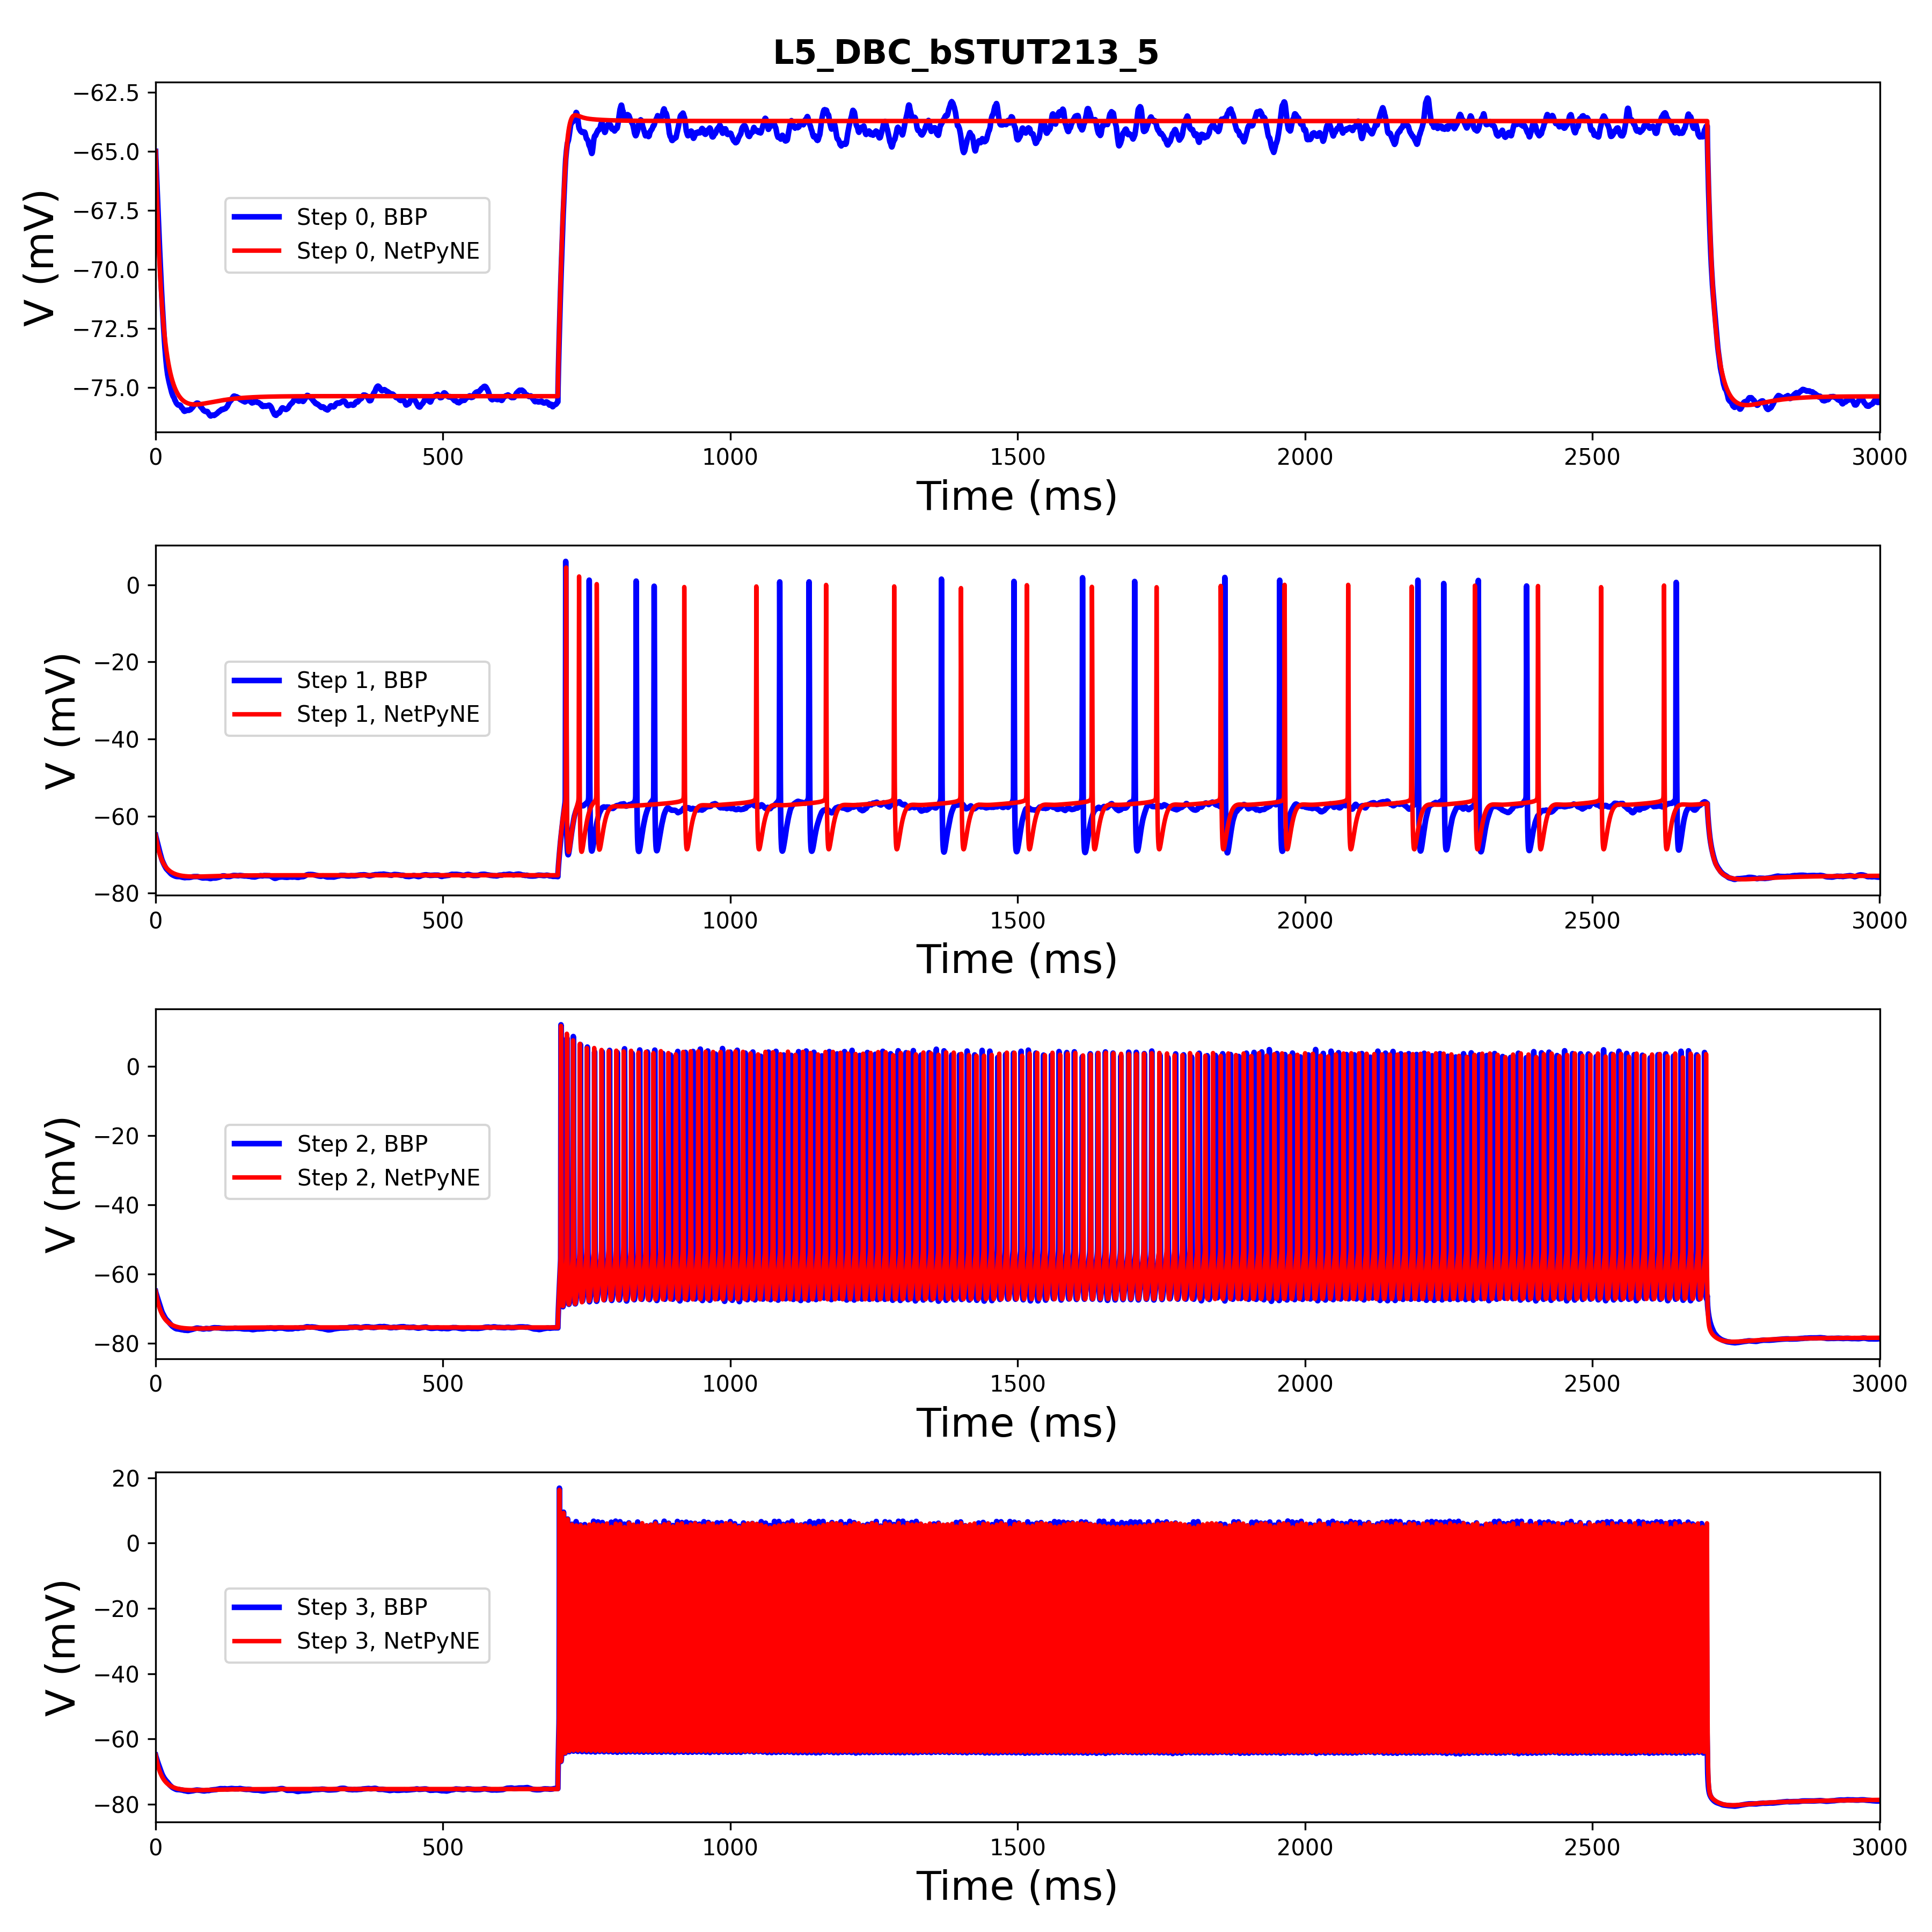 L5_DBC_bSTUT213_5
−62.5
−65.0
−67.5
−70.0
−72.5
−75.0
V (mV)
Step 0, BBP
Step 0, NetPyNE
0 500 1000 1500 2000 2500 3000
Time (ms)
0
−20
−40
−60
−80
V (mV)
Step 1, BBP
Step 1, NetPyNE
0 500 1000 1500 2000 2500 3000
Time (ms)
0
−20
−40
−60
−80
V (mV)
Step 2, BBP
Step 2, NetPyNE
0 500 1000 1500 2000 2500 3000
Time (ms)
20
0
−20
−40
−60
−80
V (mV)
Step 3, BBP
Step 3, NetPyNE
0 500 1000 1500 2000 2500 3000
Time (ms)